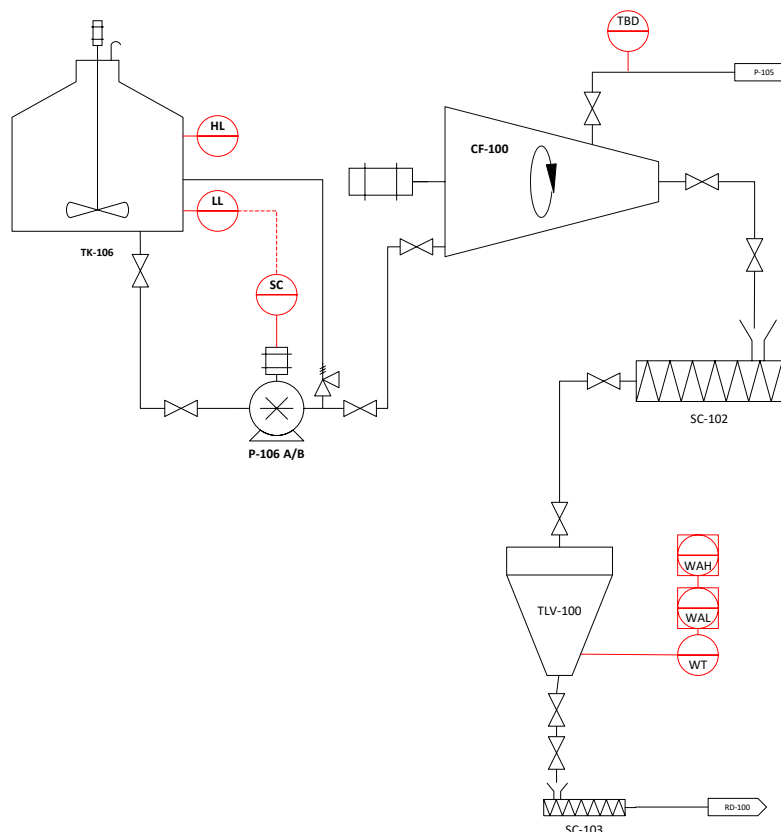 TBD
P-105
HL
CF-100
LL
TK-106
SC
P-106 A/B
SC-102
WAH
TLV-100
WAL
WT
RD-100
SC-103